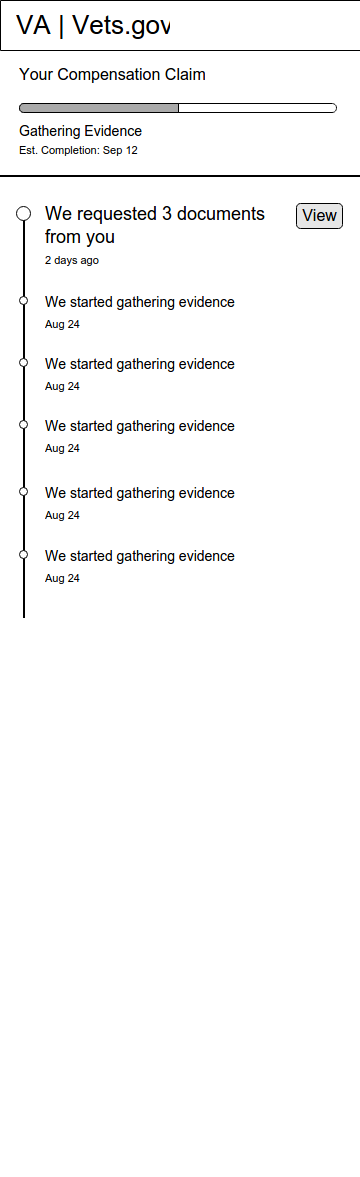 VA | Vets.gov
Your Compensation Claim
Gathering Evidence
Est. Completion: Sep 12
We requested 3 documents
from you
View
2 days ago
We started gathering evidence
Aug 24
We started gathering evidence
Aug 24
We started gathering evidence
Aug 24
We started gathering evidence
Aug 24
We started gathering evidence
Aug 24